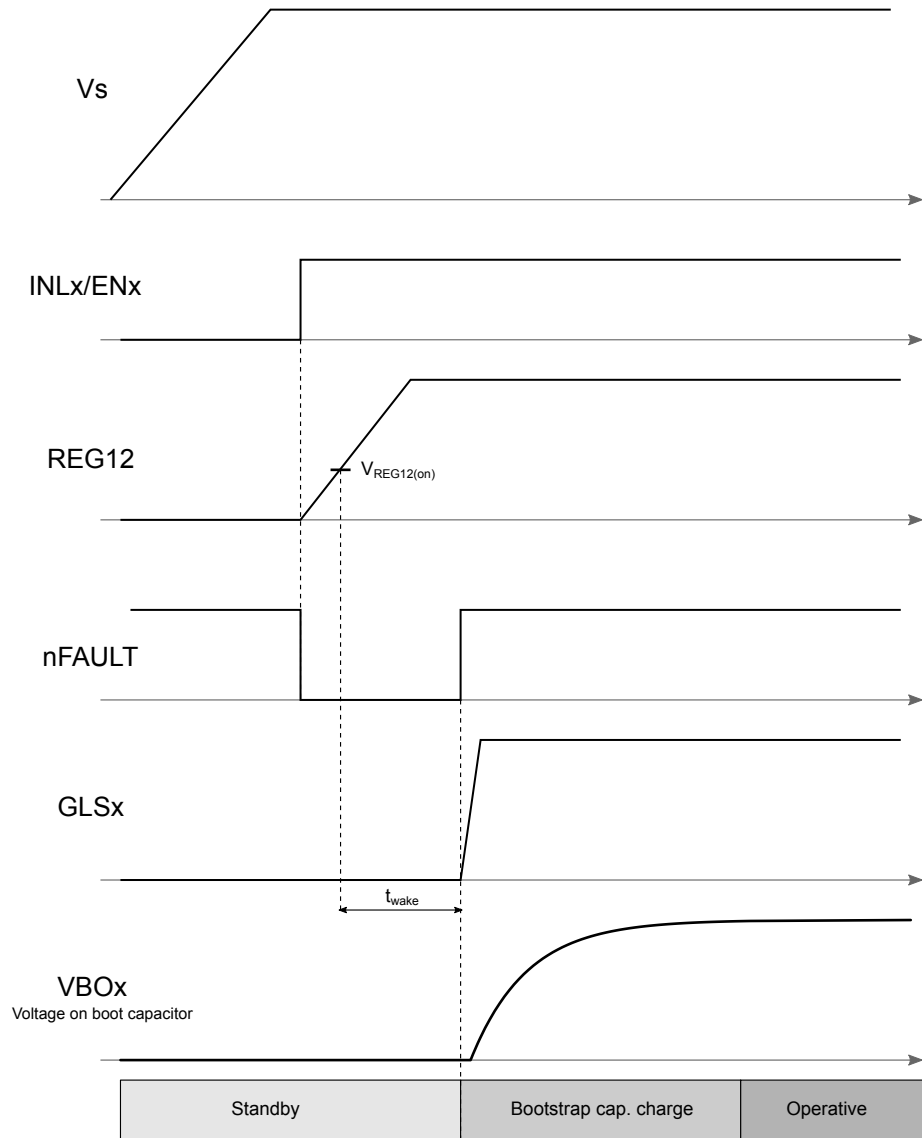 Vs
INLx/ENx
REG12
VREG12(on)
nFAULT
GLSx
twake
VBOx
Voltage on boot capacitor
Standby
Bootstrap cap. charge
Operative